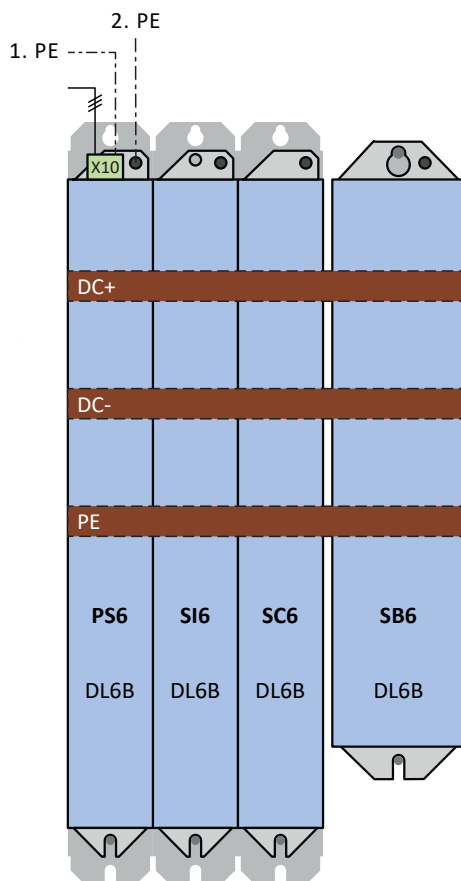 2. PE
1. PE
X10
DC+
DC-
PE
PS6 SI6 SC6 SB6
DL6B DL6B DL6B DL6B